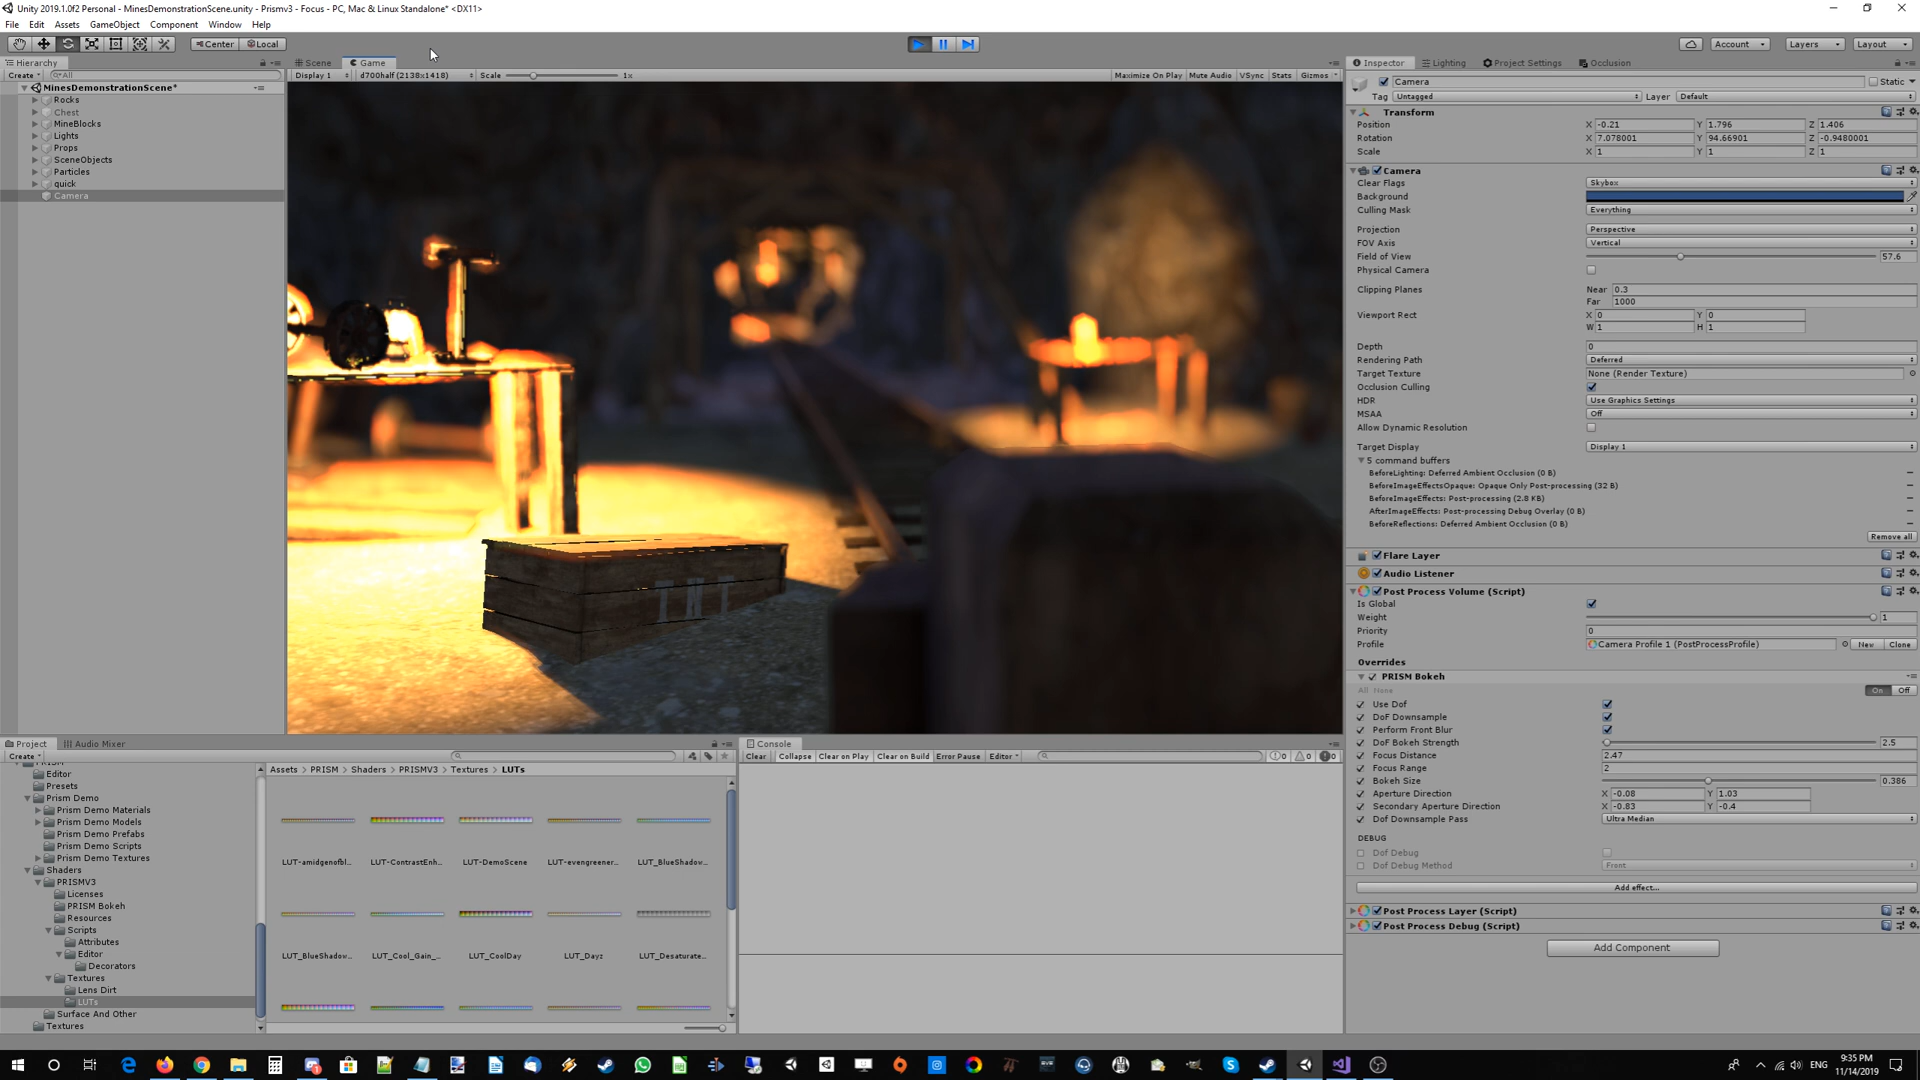 Unity 2019.1.0f2 Personal - MinesDemonstrationScene.unity - Prismv3 - Focus - PC, Mac & Linux Standalone* <DX11>
File Edit Assets GameObject Component Window Help
Center Local Account Layers Layout
Hierarchy
Create All
MinesDemonstrationScene*
Rocks
Chest
MineBlocks
Lights
Props
SceneObjects
Particles
quick
Camera
Scene Game
Display 1 d700half (2138x1418) Scale 1x Maximize On Play Mute Audio VSync Stats Gizmos
Inspector Lighting Project Settings Occlusion
Camera Static
Tag Untagged Layer Default
Transform
Position X -0.21 Y 1.796 Z 1.406
Rotation X 7.078001 Y 94.66901 Z -0.9480001
Scale X 1 Y 1 Z 1
Camera
Clear Flags Skybox
Background
Culling Mask Everything
Projection Perspective
FOV Axis Vertical
Field of View 57.6
Physical Camera
Clipping Planes Near 0.3
Far 1000
Viewport Rect X 0 Y 0
W 1 H 1
Depth 0
Rendering Path Deferred
Target Texture None (Render Texture)
Occlusion Culling
HDR Use Graphics Settings
MSAA Off
Allow Dynamic Resolution
Target Display Display 1
5 command buffers
BeforeLighting: Deferred Ambient Occlusion (0 B)
BeforeImageEffectsOpaque: Opaque Only Post-processing (32 B)
BeforeImageEffects: Post-processing (2.8 KB)
AfterImageEffects: Post-processing Debug Overlay (0 B)
BeforeReflections: Deferred Ambient Occlusion (0 B)
Remove all
Flare Layer
Audio Listener
Post Process Volume (Script)
Is Global
Weight 1
Priority 0
Profile Camera Profile 1 (PostProcessProfile) New Clone
Overrides
PRISM Bokeh
All None On Off
Use Dof
DoF Downsample
Perform Front Blur
DoF Bokeh Strength 2.5
Focus Distance 2.47
Focus Range 2
Bokeh Size 0.386
Aperture Direction X -0.08 Y 1.03
Secondary Aperture Direction X -0.83 Y -0.4
Dof Downsample Pass Ultra Median
DEBUG
Dof Debug
Dof Debug Method Front
Add effect...
Post Process Layer (Script)
Post Process Debug (Script)
Add Component
Project Audio Mixer
Create
Editor
Presets
Prism Demo
Prism Demo Materials
Prism Demo Models
Prism Demo Prefabs
Prism Demo Scripts
Prism Demo Textures
Shaders
PRISMV3
Licenses
PRISM Bokeh
Resources
Scripts
Attributes
Editor
Decorators
Textures
Lens Dirt
LUTs
Surface And Other
Textures
Assets > PRISM > Shaders > PRISMV3 > Textures > LUTs
LUT-amidgenofbl... LUT-ContrastEnh... LUT-DemoScene LUT-evengreener... LUT_BlueShadow...
LUT_BlueShadow... LUT_Cool_Gain_... LUT_CoolDay LUT_Dayz LUT_Desaturate...
Console
Clear Collapse Clear on Play Clear on Build Error Pause Editor 0 0 0
TNT
ENG
9:35 PM
11/14/2019